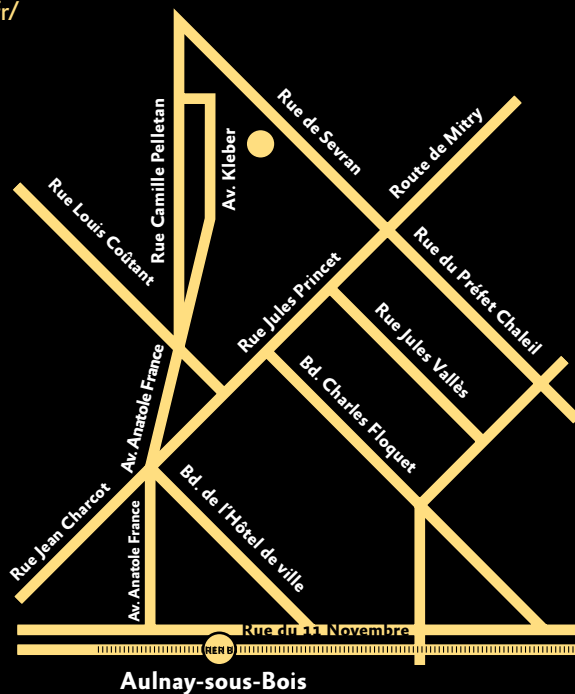 r/
Rue de Sevran
Route de Mitry
Rue Camille Pelletan
Av. Kleber
Rue Louis Coûtant
Rue du Préfet Chaleil
Rue Jules Princet
Rue Jules Vallès
Bd. Charles Floquet
Av. Anatole France
Bd. de l'Hôtel de ville
Rue Jean Charcot
Av. Anatole France
Rue du 11 Novembre
RER B
Aulnay-sous-Bois